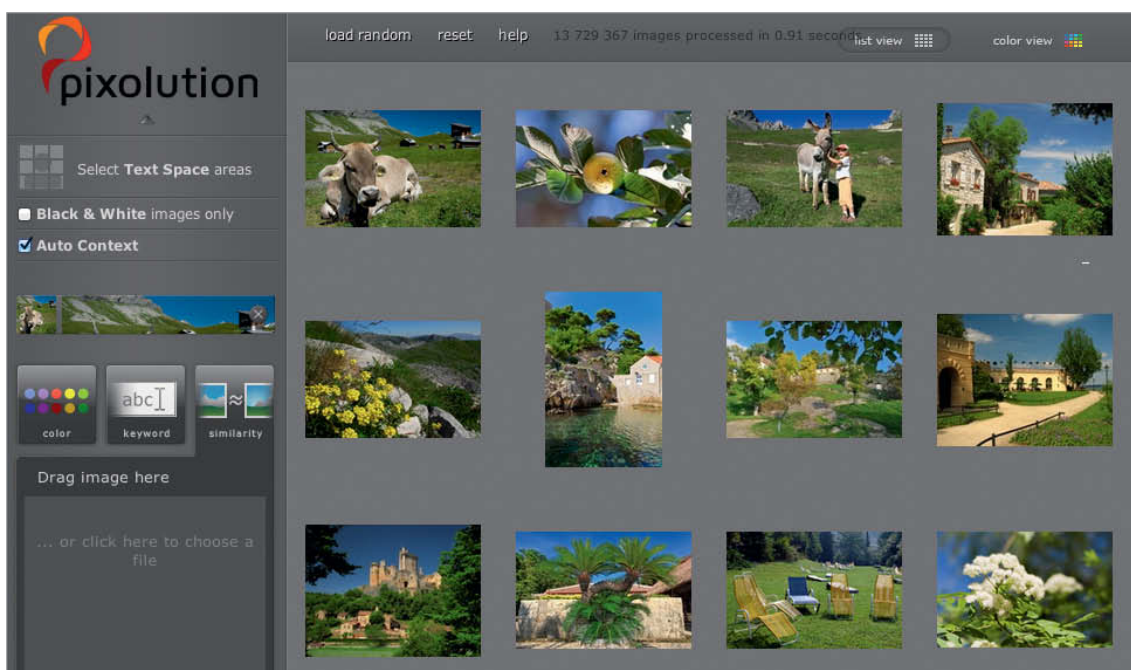 pixolution
load random reset help 13 729 367 images processed in 0.91 seconds list view color view
Select Text Space areas
Black & White images only
Auto Context
abc
color keyword similarity
Drag image here
... or click here to choose a
file